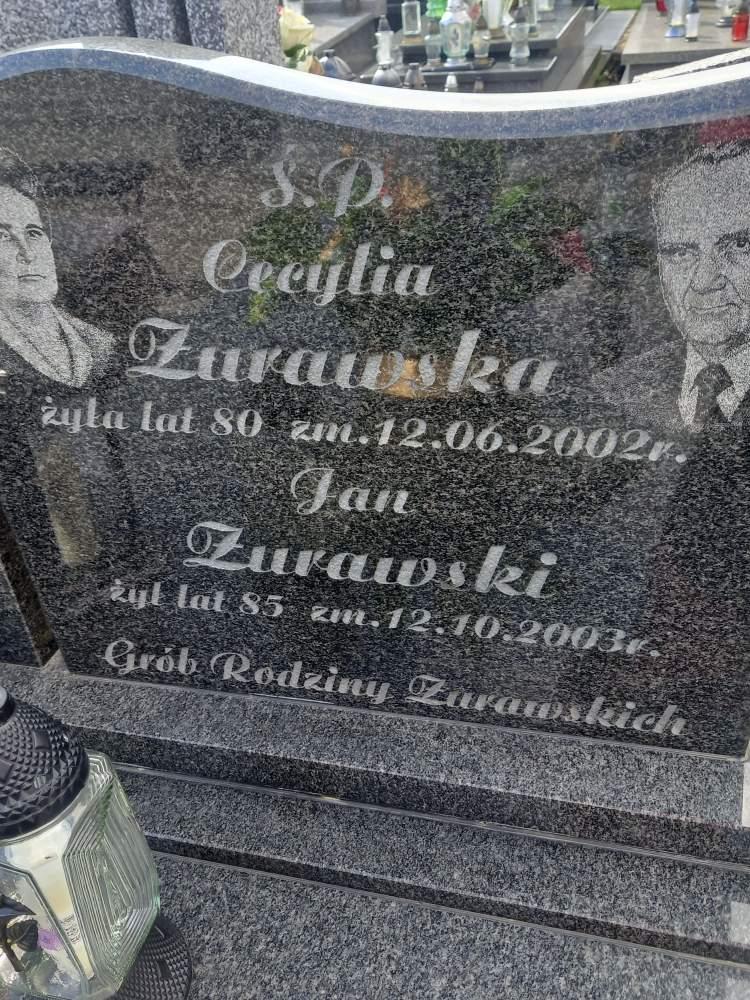 Ś.P.
Cecylia
Żurawska
żyła lat 80 zm.12.06.2002r.
Jan
Żurawski
żył lat 85 zm.12.10.2003r.
Grób Rodziny Żurawskich